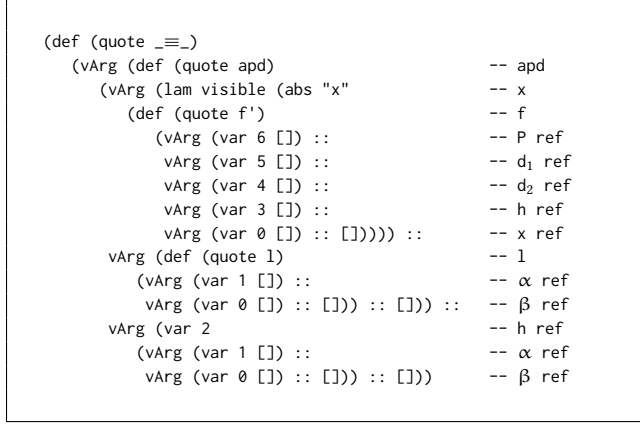 (def (quote _≡_)
(vArg (def (quote apd) -- apd
(vArg (lam visible (abs "x" -- x
(def (quote f') -- f
(vArg (var 6 []) :: -- P ref
vArg (var 5 []) :: -- d₁ ref
vArg (var 4 []) :: -- d₂ ref
vArg (var 3 []) :: -- h ref
vArg (var 0 []) :: [])))) :: -- x ref
vArg (def (quote l) -- l
(vArg (var 1 []) :: -- α ref
vArg (var 0 []) :: [])) :: [])) :: -- β ref
vArg (var 2 -- h ref
(vArg (var 1 []) :: -- α ref
vArg (var 0 []) :: [])) :: [])) -- β ref